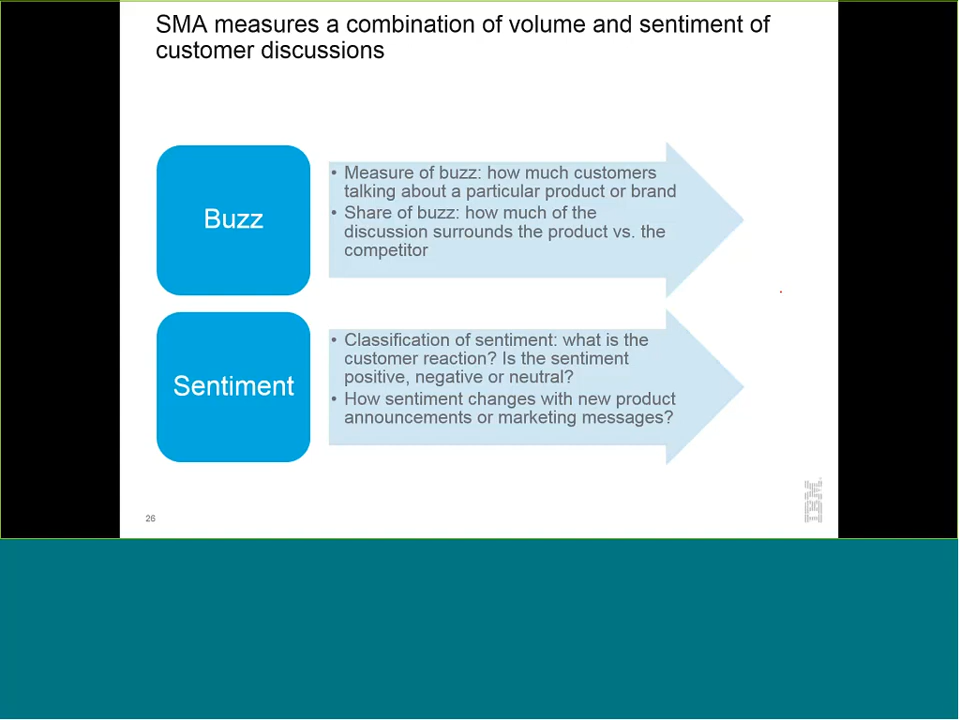 SMA measures a combination of volume and sentiment of
customer discussions
Buzz
• Measure of buzz: how much customers
talking about a particular product or brand
• Share of buzz: how much of the
discussion surrounds the product vs. the
competitor
Sentiment
• Classification of sentiment: what is the
customer reaction? Is the sentiment
positive, negative or neutral?
• How sentiment changes with new product
announcements or marketing messages?
26
IBM